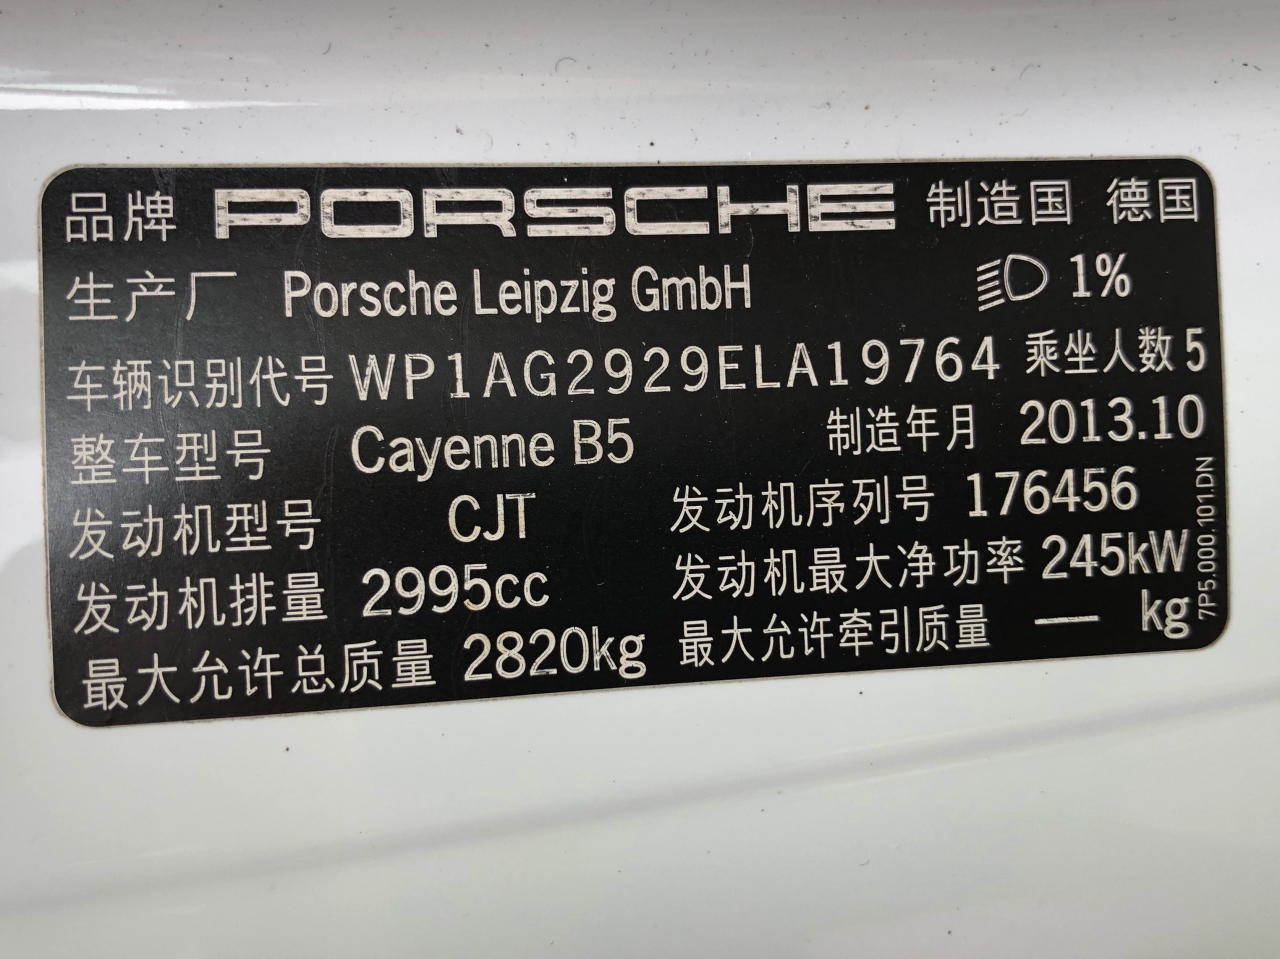 品牌 PORSCHE 制造国 德国
生产厂 Porsche Leipzig GmbH 1%
车辆识别代号 WP1AG2929ELA19764 乘坐人数 5
整车型号 Cayenne B5 制造年月 2013.10
发动机型号 CJT 发动机序列号 176456
发动机排量 2995cc 发动机最大净功率 245kW
最大允许总质量 2820kg 最大允许牵引质量 — kg
7P5.000.101.DN